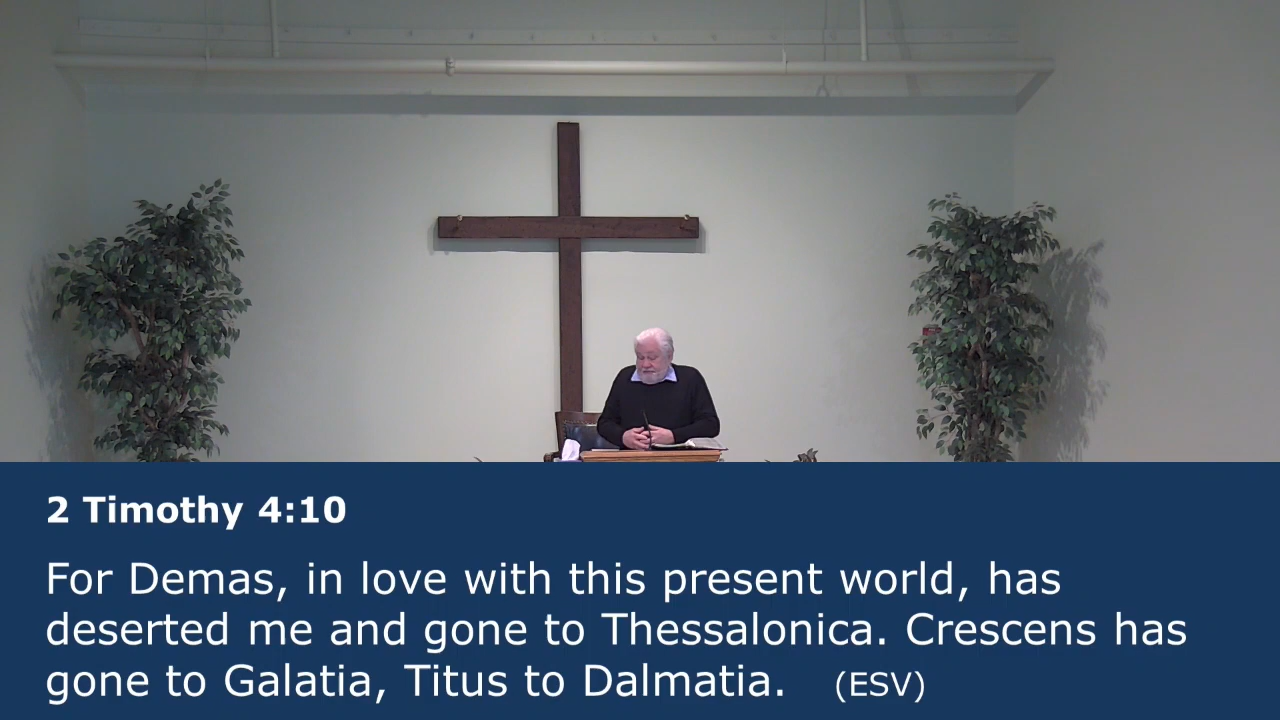 2 Timothy 4:10
For Demas, in love with this present world, has
deserted me and gone to Thessalonica. Crescens has
gone to Galatia, Titus to Dalmatia. (ESV)